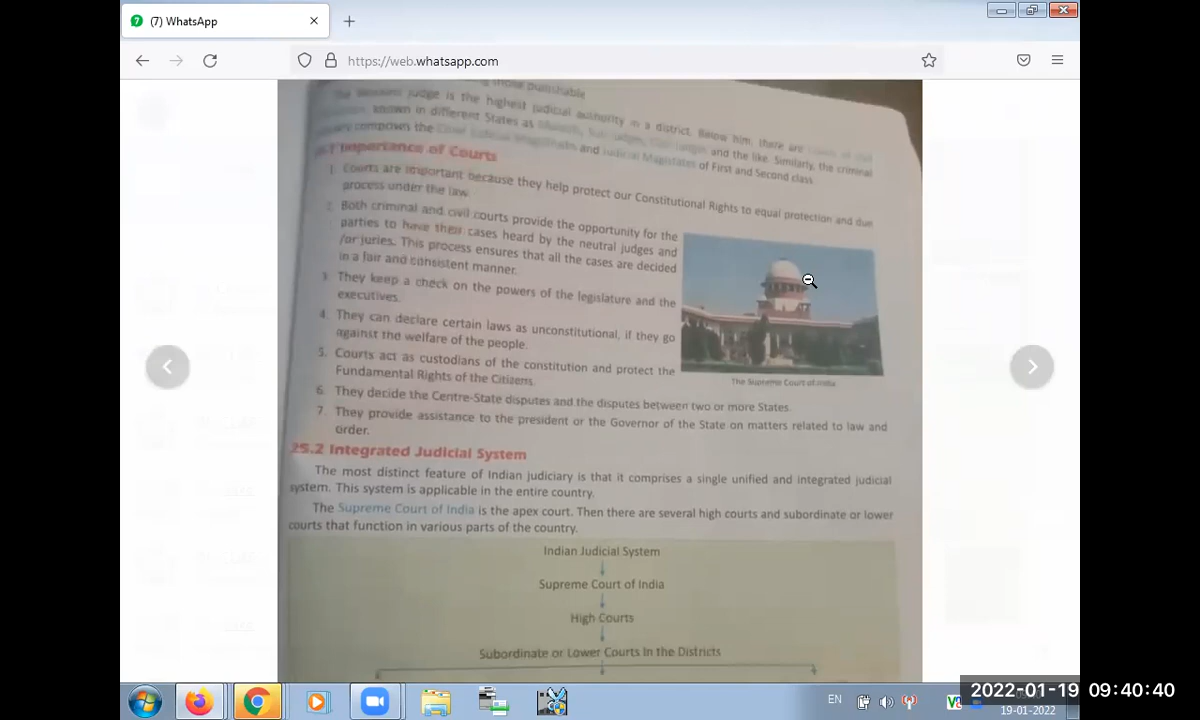 (7) WhatsApp
https://web.whatsapp.com
those punishable
judge is the highest judicial authority in a district. Below him, there are
known in different States as and the like. Similarly, the criminal
the and Judicial Magistrates of First and Second class
Importance of Courts
1. Courts are important because they help protect our Constitutional Rights to equal protection and due
process under the law.
2. Both criminal and civil courts provide the opportunity for the
parties to have their cases heard by the neutral judges and
/or juries. This process ensures that all the cases are decided
in a fair and consistent manner.
3. They keep a check on the powers of the legislature and the
executives.
4. They can declare certain laws as unconstitutional, if they go
against the welfare of the people.
5. Courts act as custodians of the constitution and protect the
Fundamental Rights of the Citizens.
The Supreme Court of India
6. They decide the Centre-State disputes and the disputes between two or more States.
7. They provide assistance to the president or the Governor of the State on matters related to law and
order.
25.2 Integrated Judicial System
The most distinct feature of Indian judiciary is that it comprises a single unified and integrated judicial
system. This system is applicable in the entire country.
The Supreme Court of India is the apex court. Then there are several high courts and subordinate or lower
courts that function in various parts of the country.
Indian Judicial System
Supreme Court of India
High Courts
Subordinate or Lower Courts in the Districts
EN
2022-01-19 09:40:40
19-01-2022